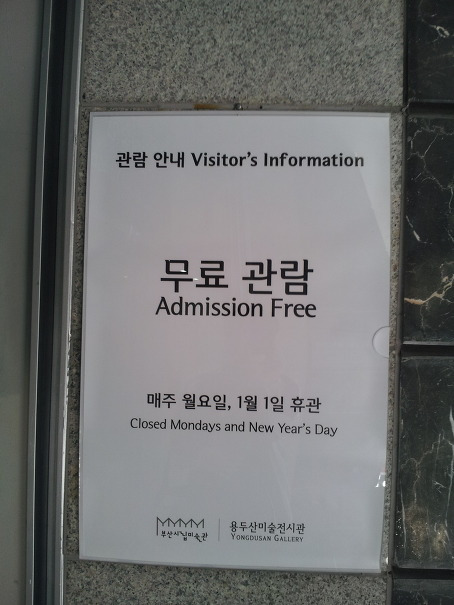 관람 안내 Visitor's Information
무료 관람
Admission Free
매주 월요일, 1월 1일 휴관
Closed Mondays and New Year's Day
부산시립미술관
용두산미술전시관
YONGDUSAN GALLERY